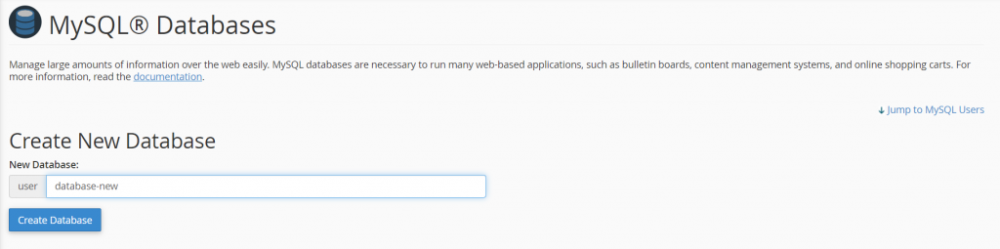 MySQL® Databases
Manage large amounts of information over the web easily. MySQL databases are necessary to run many web-based applications, such as bulletin boards, content management systems, and online shopping carts. For
more information, read the documentation.
Jump to MySQL Users
Create New Database
New Database:
user database-new
Create Database